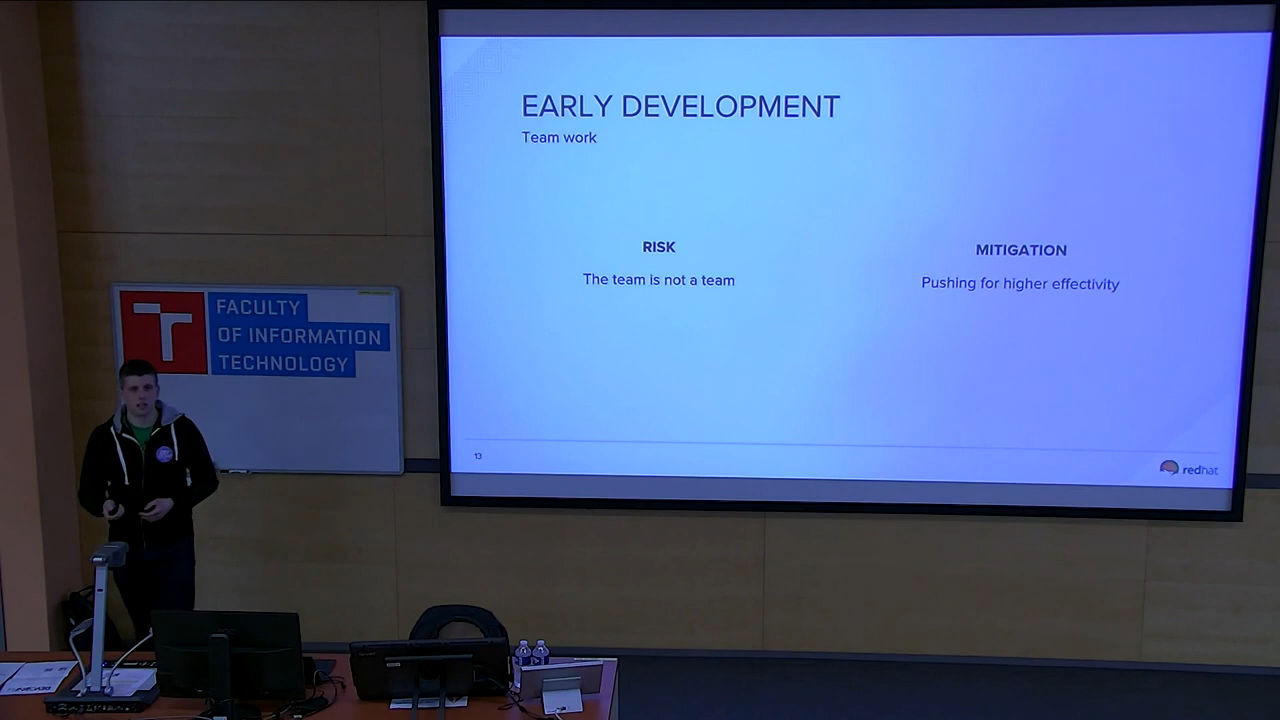 EARLY DEVELOPMENT
Team work
RISK
The team is not a team
MITIGATION
Pushing for higher effectivity
13
redhat
FACULTY
OF INFORMATION
TECHNOLOGY